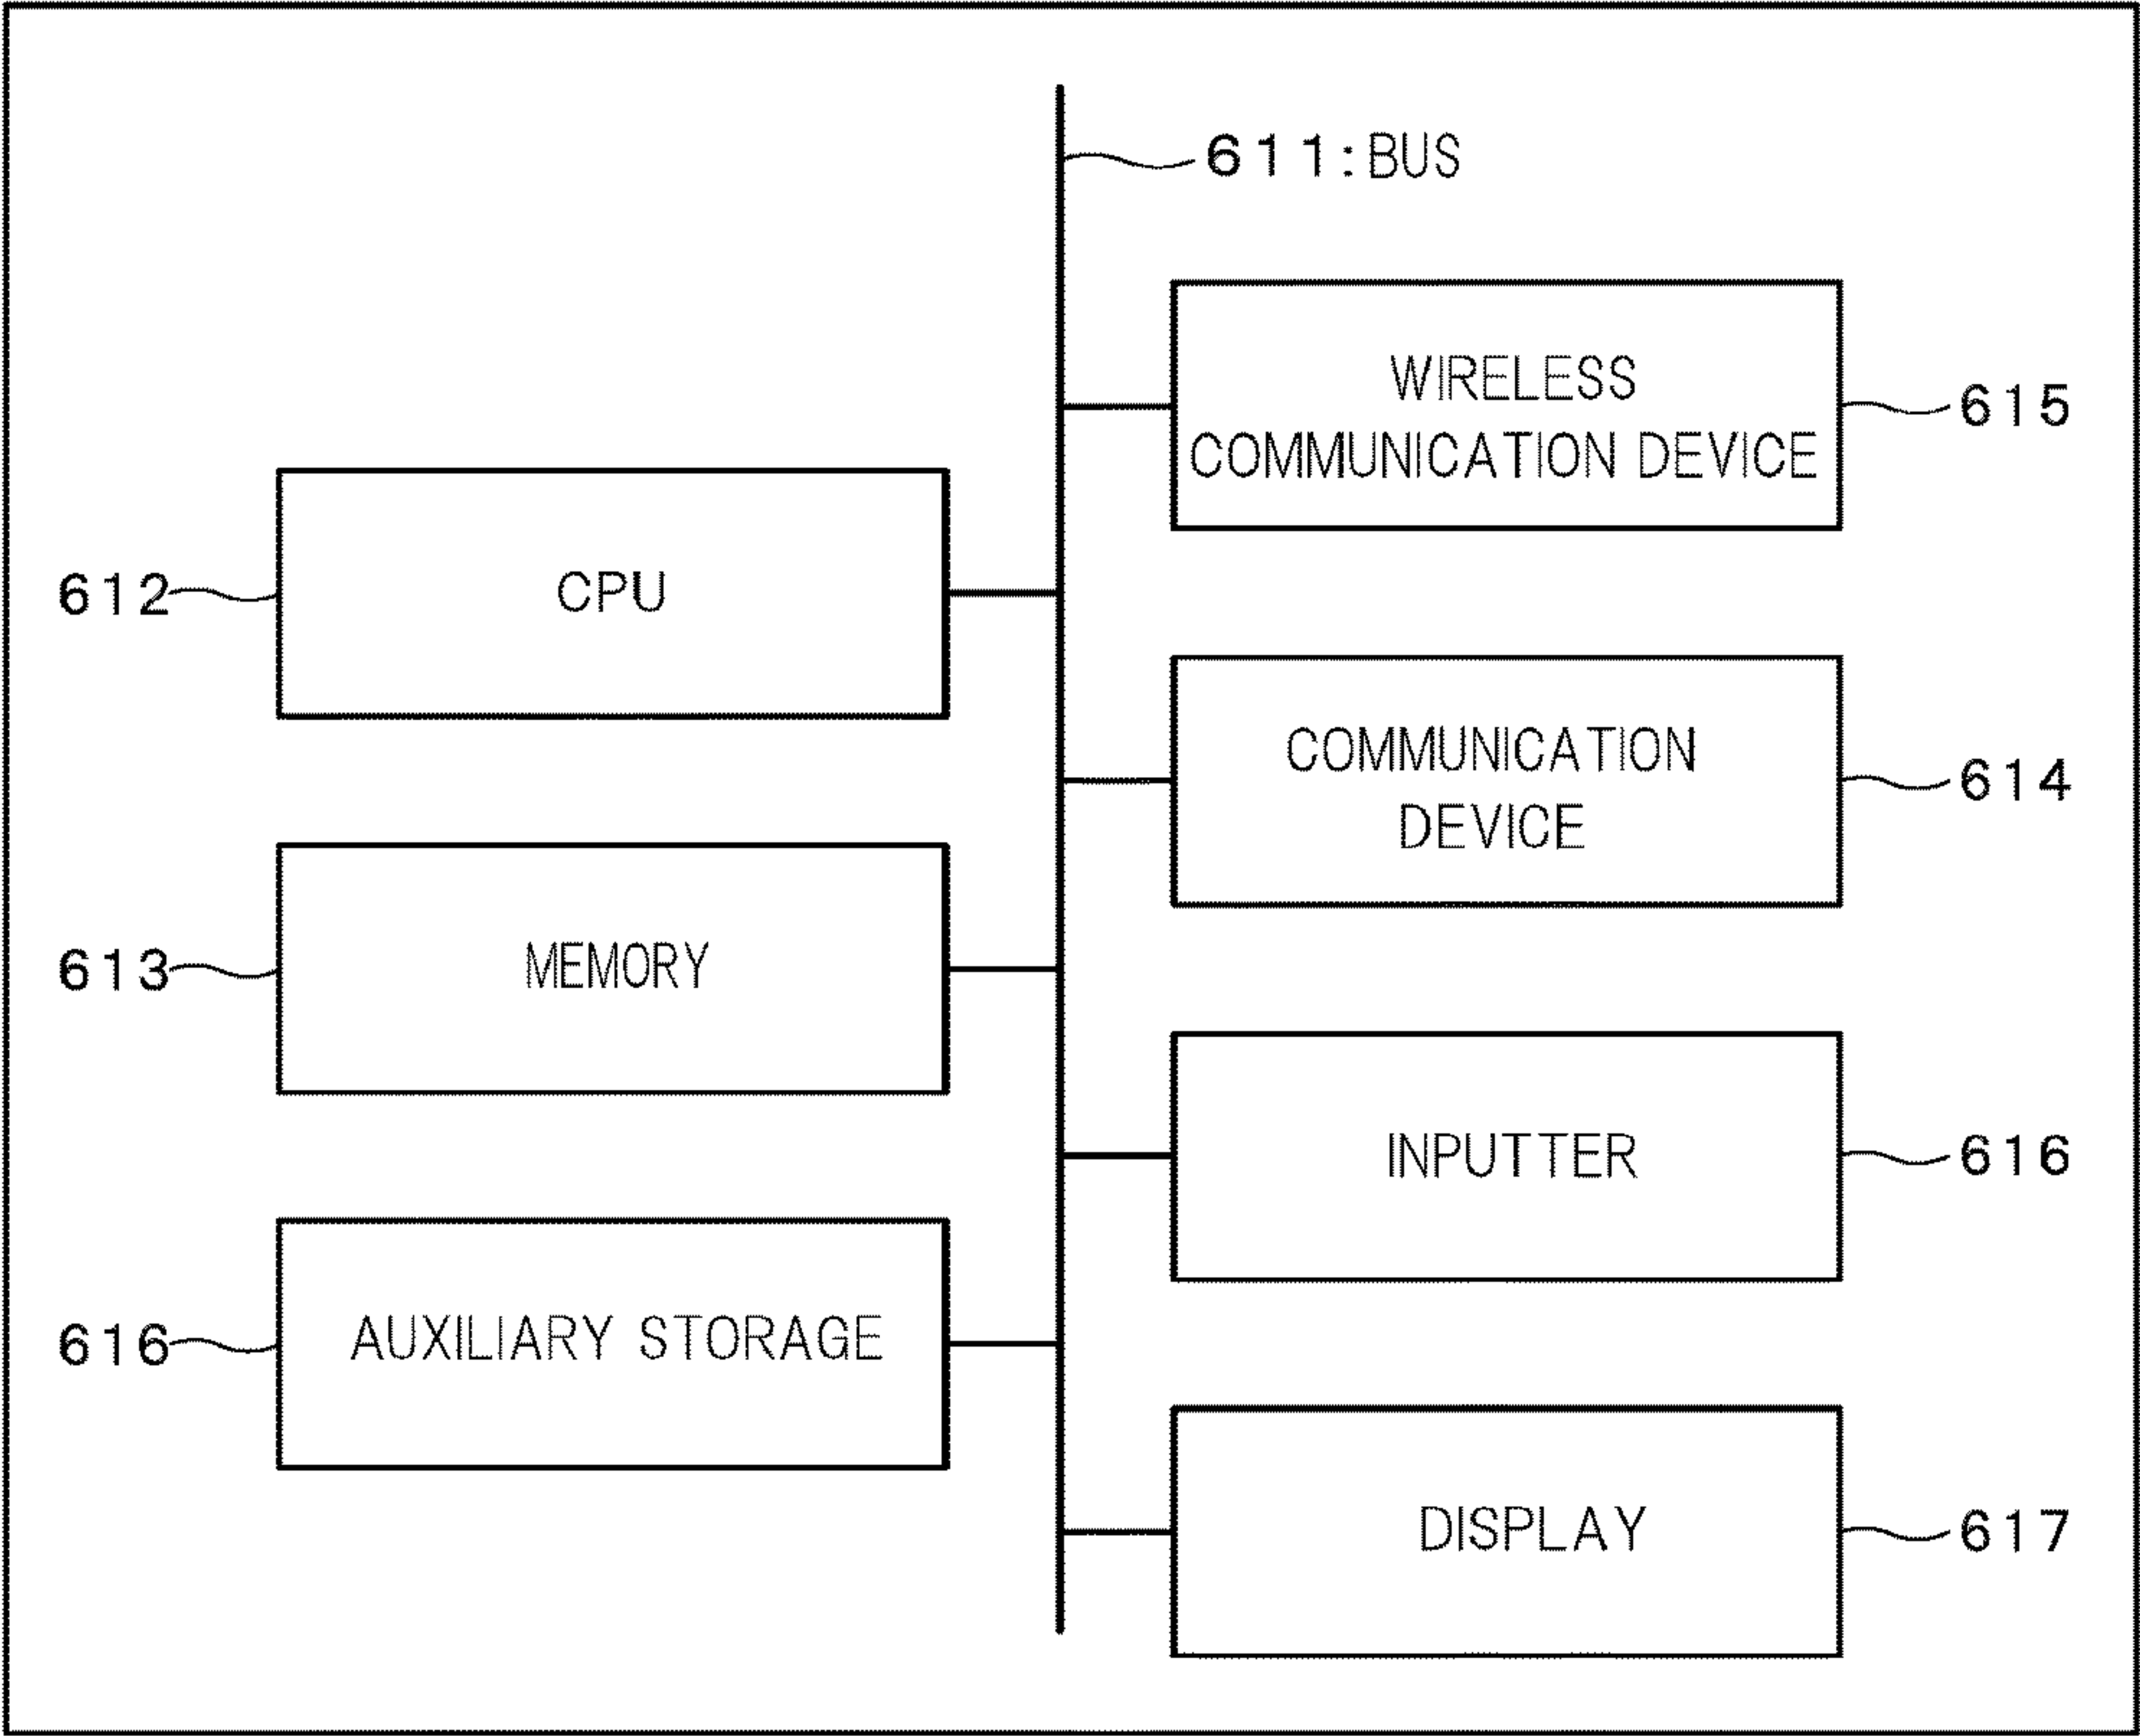 611:BUS
WIRELESS
COMMUNICATION DEVICE
615
612
CPU
COMMUNICATION
DEVICE
614
613
MEMORY
INPUTTER
616
616
AUXILIARY STORAGE
DISPLAY
617